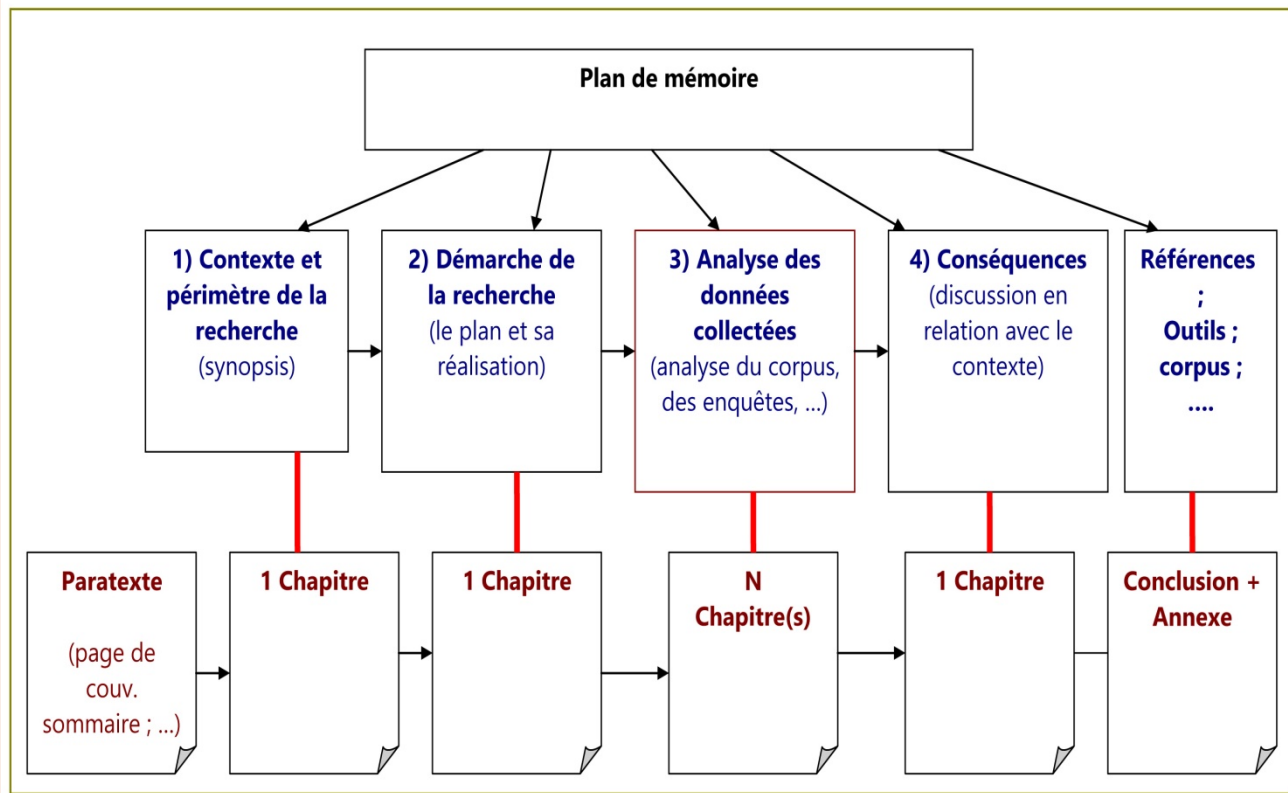 Plan de mémoire
1) Contexte et
périmètre de la
recherche
(synopsis)
2) Démarche de
la recherche
(le plan et sa
réalisation)
3) Analyse des
données
collectées
(analyse du corpus,
des enquêtes, ...)
4) Conséquences
(discussion en
relation avec le
contexte)
Références
;
Outils ;
corpus ;
....
Paratexte
(page de
couv.
sommaire ; ...)
1 Chapitre
1 Chapitre
N
Chapitre(s)
1 Chapitre
Conclusion +
Annexe